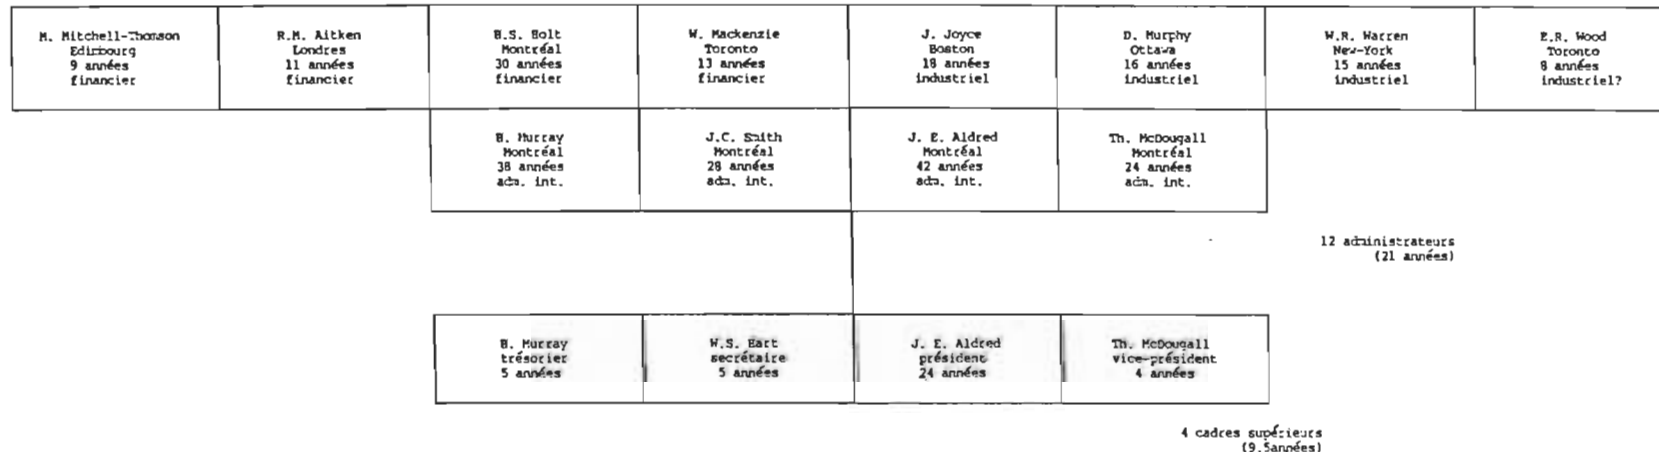 M. Mitchell-Thomson
Edimbourg
9 années
financier
R.M. Aitken
Londres
11 années
financier
H.S. Holt
Montréal
30 années
financier
W. Mackenzie
Toronto
13 années
financier
J. Joyce
Boston
18 années
industriel
D. Murphy
Ottawa
16 années
industriel
W.R. Warren
New-York
15 années
industriel
E.R. Wood
Toronto
8 années
industriel?
H. Murray
Montréal
38 années
adm. int.
J.C. Smith
Montréal
28 années
adm. int.
J. E. Aldred
Montréal
42 années
adm. int.
Th. McDougall
Montréal
24 années
adm. int.
12 administrateurs
(21 années)
H. Murray
trésorier
5 années
W.S. Hart
secrétaire
5 années
J. E. Aldred
président
24 années
Th. McDougall
vice-président
4 années
4 cadres supérieurs
(9,5années)